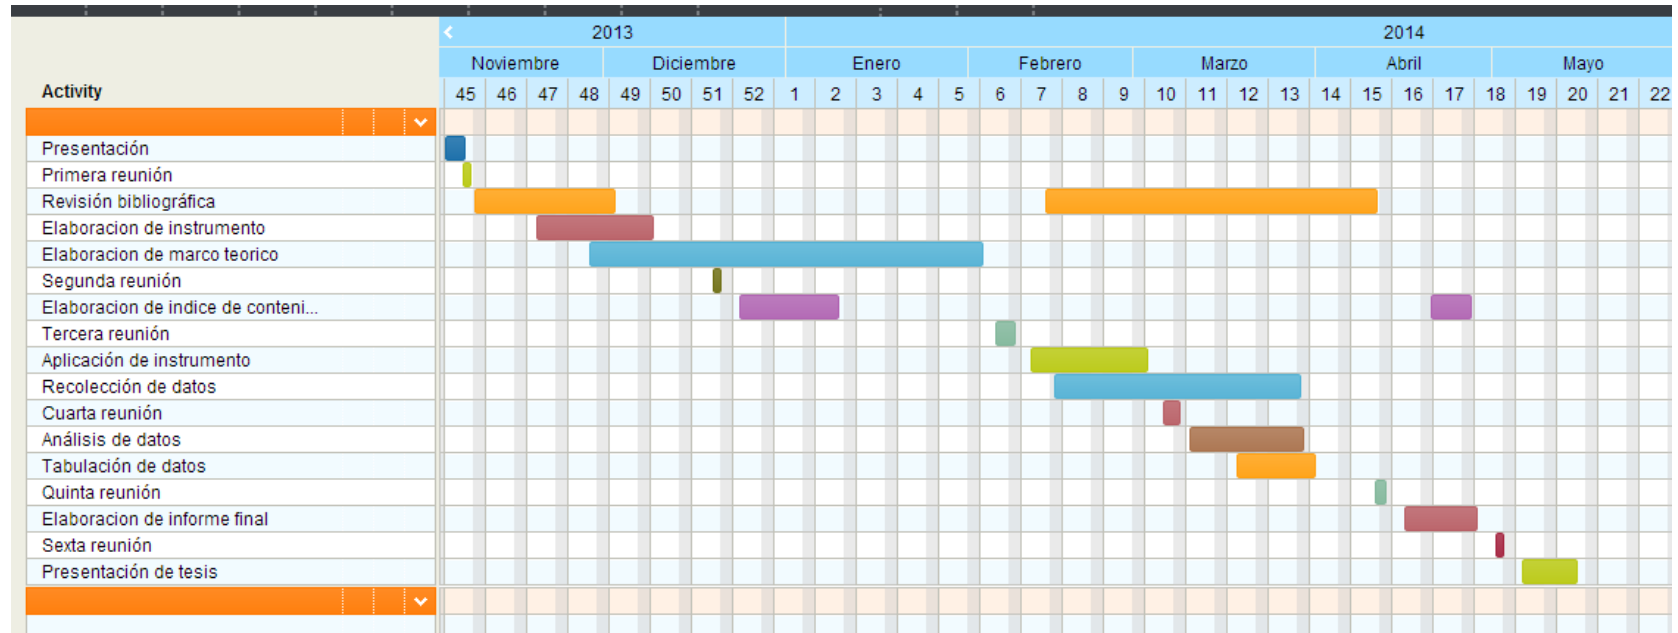 2013 2014
Noviembre Diciembre Enero Febrero Marzo Abril Mayo
Activity 45 46 47 48 49 50 51 52 1 2 3 4 5 6 7 8 9 10 11 12 13 14 15 16 17 18 19 20 21 22
Presentación
Primera reunión
Revisión bibliográfica
Elaboracion de instrumento
Elaboracion de marco teorico
Segunda reunión
Elaboracion de indice de conteni...
Tercera reunión
Aplicación de instrumento
Recolección de datos
Cuarta reunión
Análisis de datos
Tabulación de datos
Quinta reunión
Elaboracion de informe final
Sexta reunión
Presentación de tesis